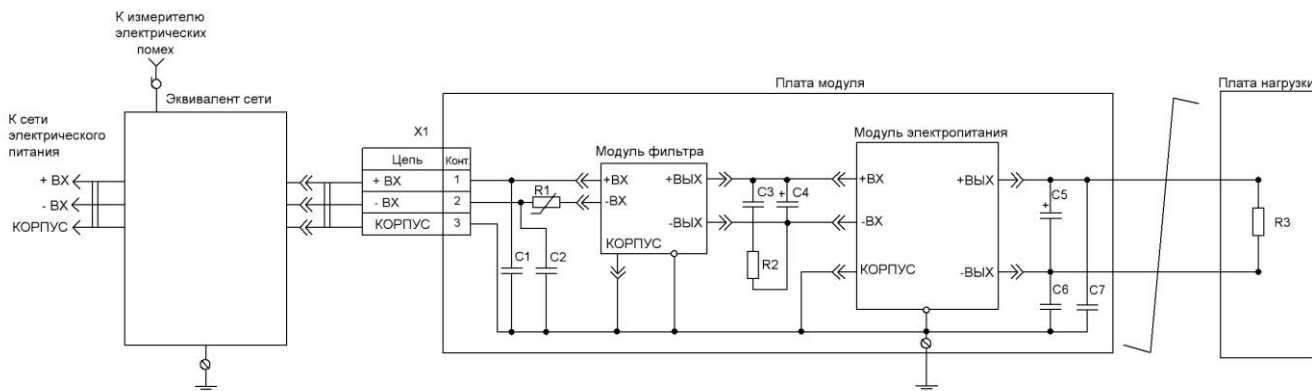 К измерителю
электрических
помех
Эквивалент сети
К сети
электрического
питания
+ ВХ
- ВХ
КОРПУС
X1
Цепь Конт
+ ВХ 1
- ВХ 2
КОРПУС 3
Плата модуля
R1
C1
C2
Модуль фильтра
+ВХ +ВЫХ
-ВХ
-ВЫХ
КОРПУС
C3
+ C4
R2
Модуль электропитания
+ВХ +ВЫХ
-ВХ
КОРПУС -ВЫХ
C5
+
C6 C7
Плата нагрузки
R3